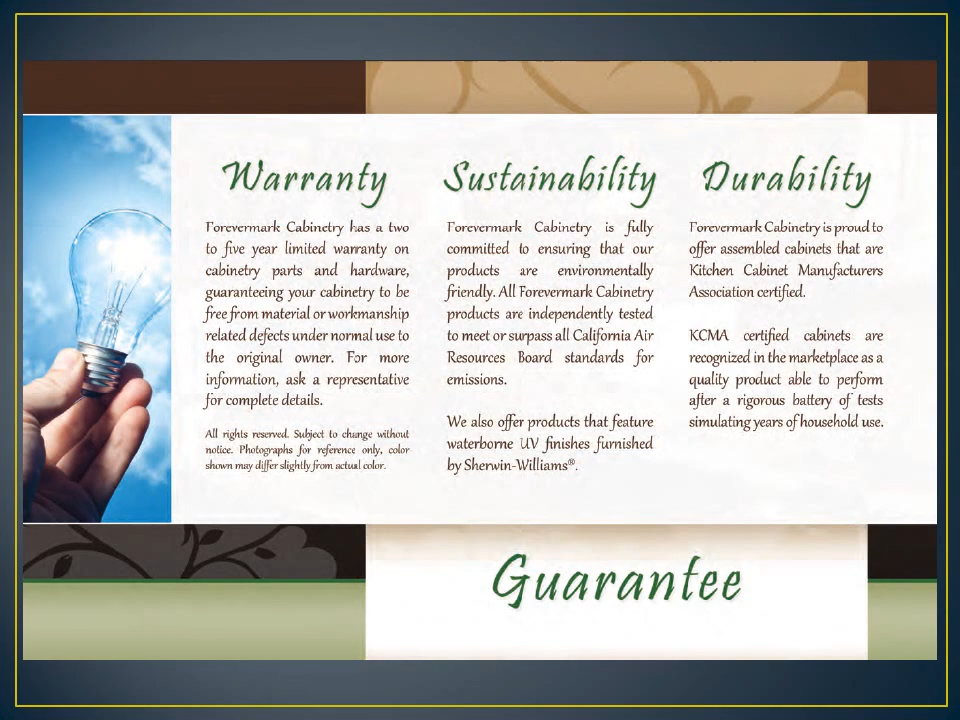 Warranty
Forevermark Cabinetry has a two
to five year limited warranty on
cabinetry parts and hardware,
guaranteeing your cabinetry to be
free from material or workmanship
related defects under normal use to
the original owner. For more
information, ask a representative
for complete details.
All rights reserved. Subject to change without
notice. Photographs for reference only, color
shown may differ slightly from actual color.
Sustainability
Forevermark Cabinetry is fully
committed to ensuring that our
products are environmentally
friendly. All Forevermark Cabinetry
products are independently tested
to meet or surpass all California Air
Resources Board standards for
emissions.
We also offer products that feature
waterborne UV finishes furnished
by Sherwin-Williams®.
Durability
Forevermark Cabinetry is proud to
offer assembled cabinets that are
Kitchen Cabinet Manufacturers
Association certified.
KCMA certified cabinets are
recognized in the marketplace as a
quality product able to perform
after a rigorous battery of tests
simulating years of household use.
Guarantee